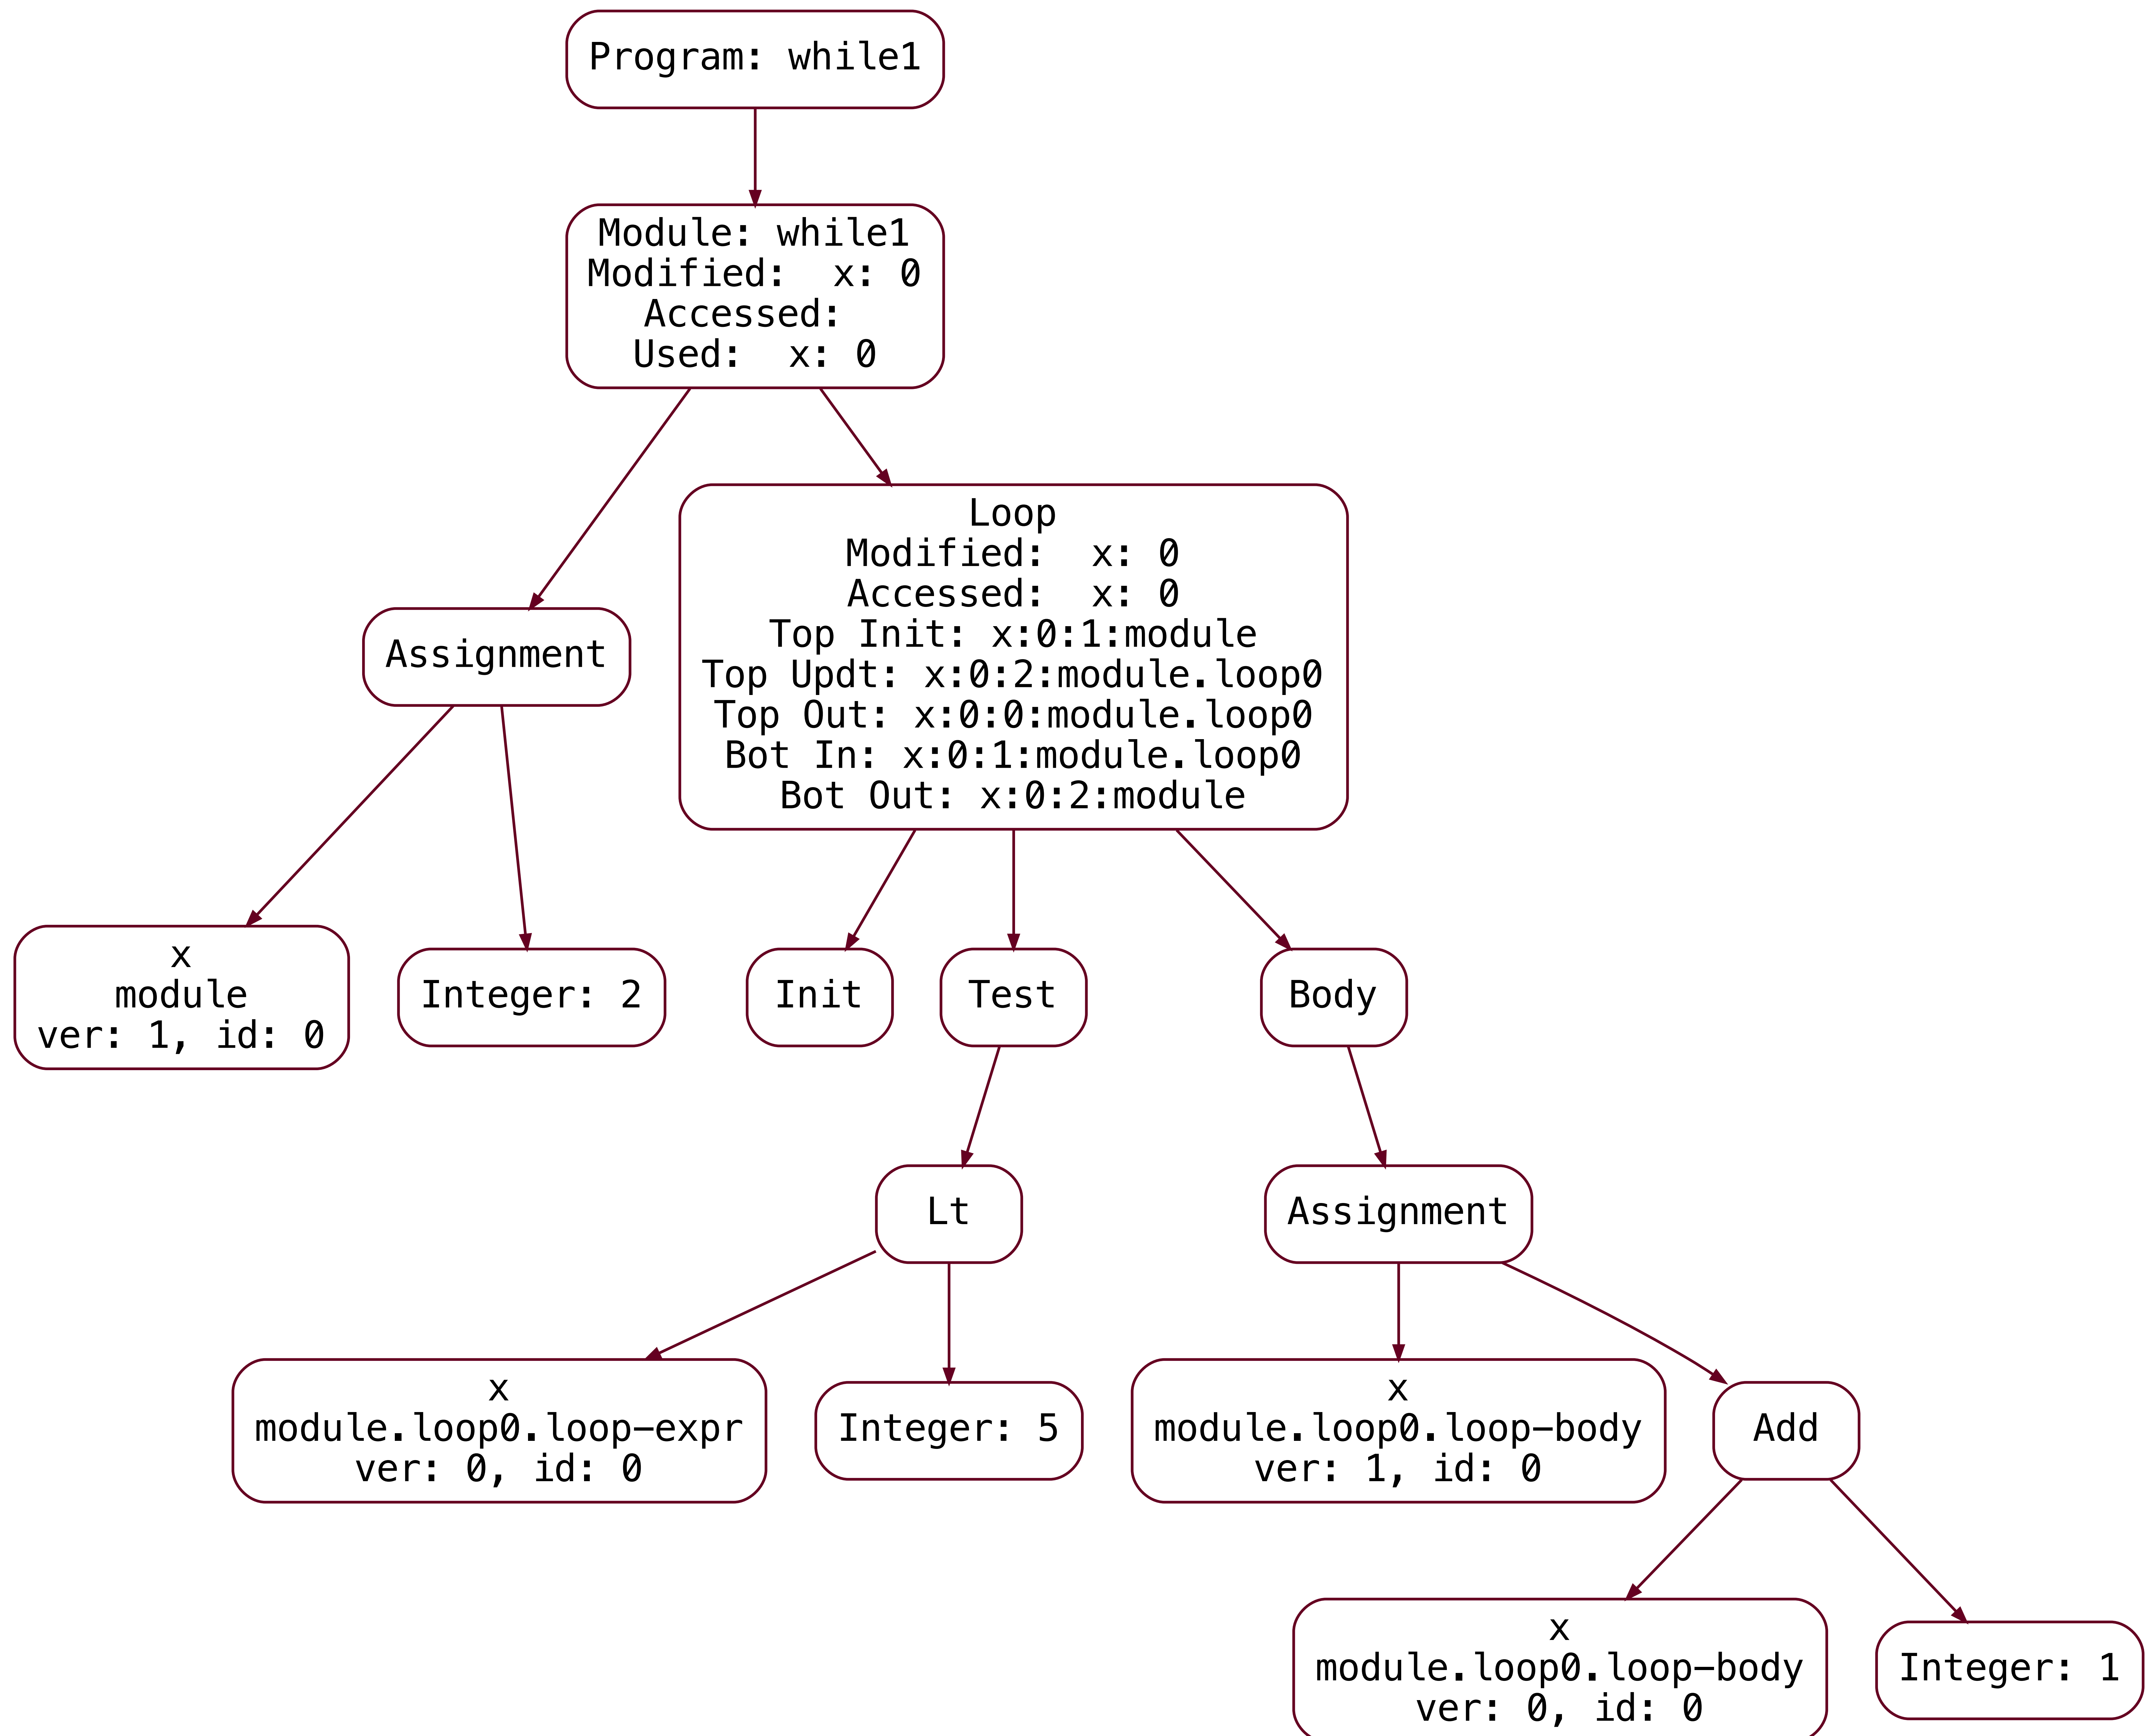 Program: while1
Module: while1
Modified:  x: 0
Accessed:
Used:  x: 0
Loop
Modified:  x: 0
Accessed:  x: 0
Top Init: x:0:1:module
Top Updt: x:0:2:module.loop0
Top Out: x:0:0:module.loop0
Bot In: x:0:1:module.loop0
Bot Out: x:0:2:module
Assignment
x
module
ver: 1, id: 0
Integer: 2
Init
Test
Body
Lt
Assignment
x
module.loop0.loop-expr
ver: 0, id: 0
Integer: 5
x
module.loop0.loop-body
ver: 1, id: 0
Add
x
module.loop0.loop-body
ver: 0, id: 0
Integer: 1